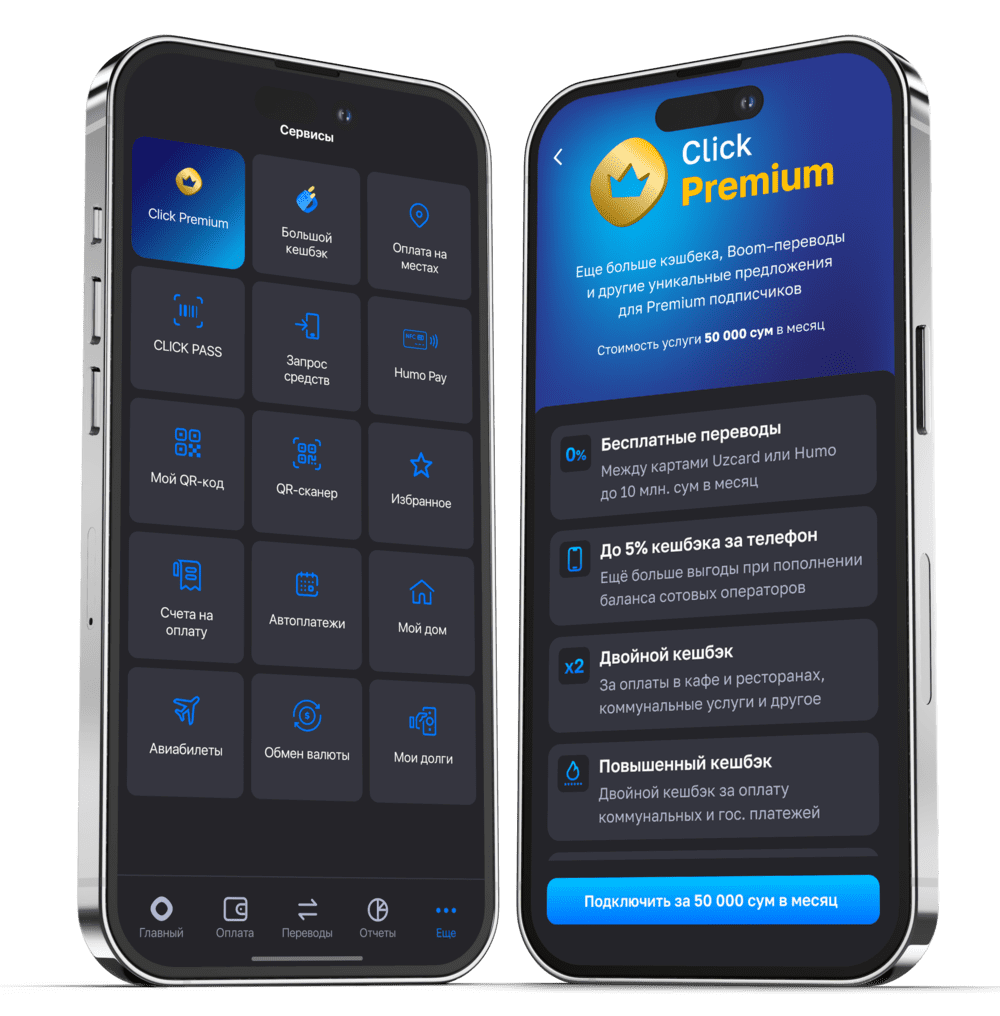 Сервисы
Click Premium
Большой
кешбэк
Оплата на
местах
CLICK PASS
Запрос
средств
Humo Pay
Мой QR-код
QR-сканер
Избранное
Счета на
оплату
Автоплатежи
Мой дом
Авиабилеты
Обмен валюты
Мои долги
Главный
Оплата
Переводы
Отчеты
Еще
Click
Premium
Еще больше кэшбека, Boom-переводы
и другие уникальные предложения
для Premium подписчиков
Стоимость услуги 50 000 сум в месяц
0%
Бесплатные переводы
Между картами Uzcard или Humo
до 10 млн. сум в месяц
До 5% кешбэка за телефон
Ещё больше выгоды при пополнении
баланса сотовых операторов
x2
Двойной кешбэк
За оплаты в кафе и ресторанах,
коммунальные услуги и другое
Повышенный кешбэк
Двойной кешбэк за оплату
коммунальных и гос. платежей
Подключить за 50 000 сум в месяц